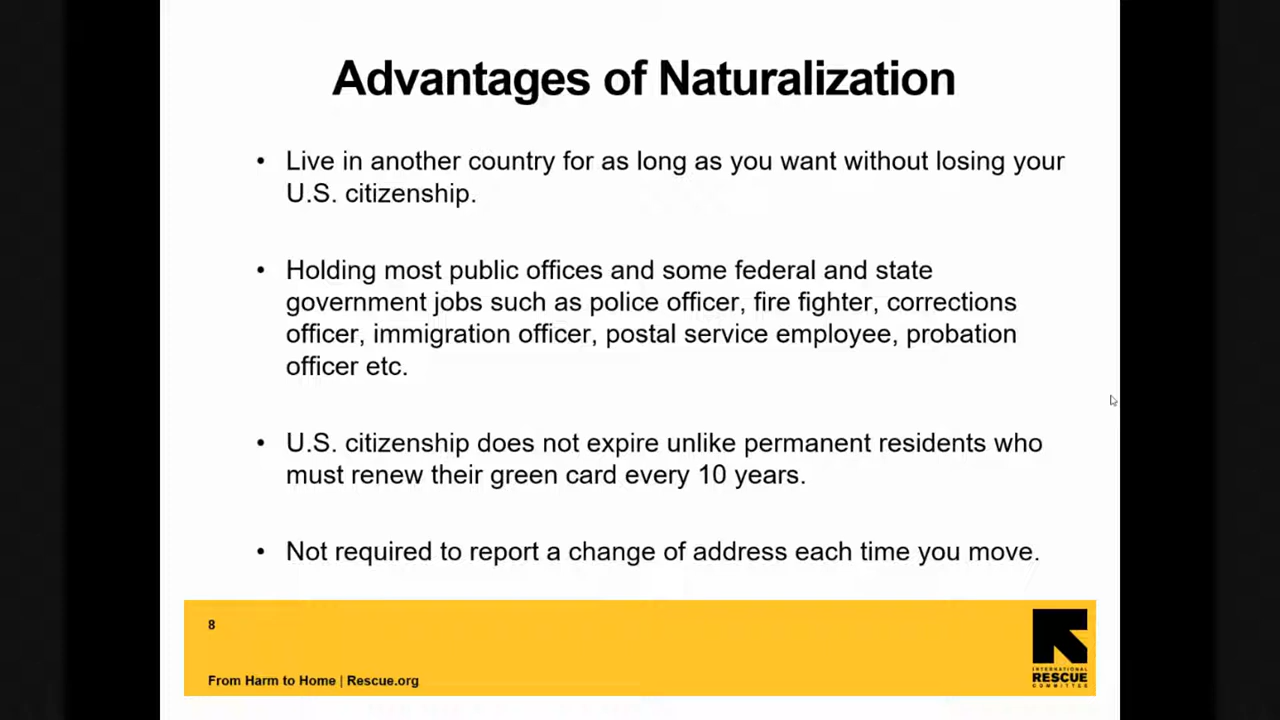 Advantages of Naturalization
• Live in another country for as long as you want without losing your
U.S. citizenship.
• Holding most public offices and some federal and state
government jobs such as police officer, fire fighter, corrections
officer, immigration officer, postal service employee, probation
officer etc.
• U.S. citizenship does not expire unlike permanent residents who
must renew their green card every 10 years.
• Not required to report a change of address each time you move.
8
From Harm to Home | Rescue.org
INTERNATIONAL
RESCUE
COMMITTEE